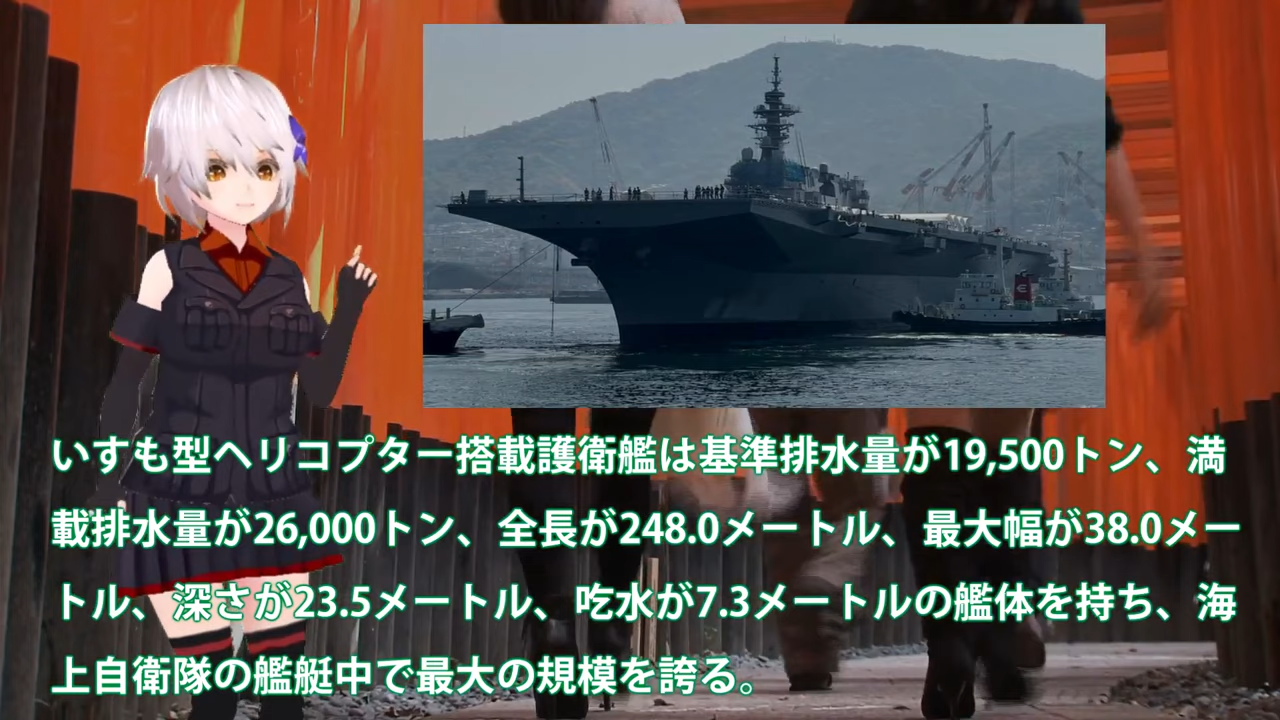 いすも型ヘリコプター搭載護衛艦は基準排水量が19,500トン、満
載排水量が26,000トン、全長が248.0メートル、最大幅が38.0メー
トル、深さが23.5メートル、吃水が7.3メートルの艦体を持ち、海
上自衛隊の艦艇中で最大の規模を誇る。